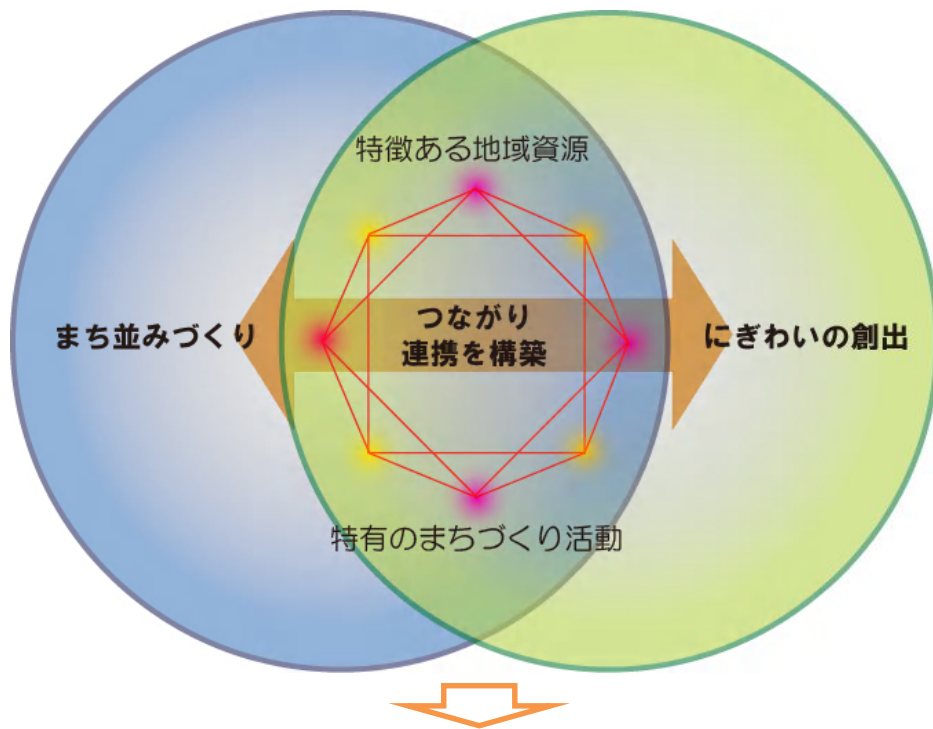 特徴ある地域資源
まち並みづくり
つながり
連携を構築
にぎわいの創出
特有のまちづくり活動